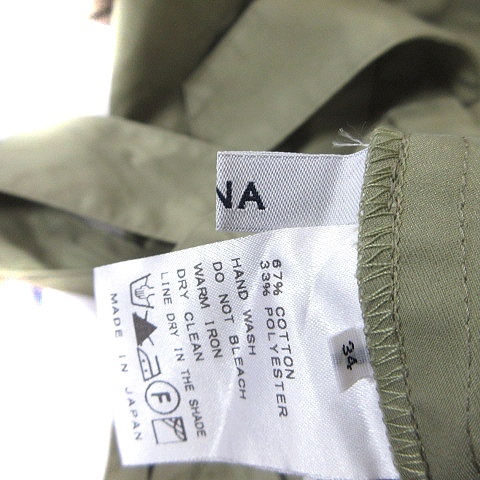 NA
34
67% COTTON
33% POLYESTER
HAND WASH
DO NOT BLEACH
WARM IRON
DRY CLEAN
LINE DRY IN THE SHADE
F
MADE IN JAPAN